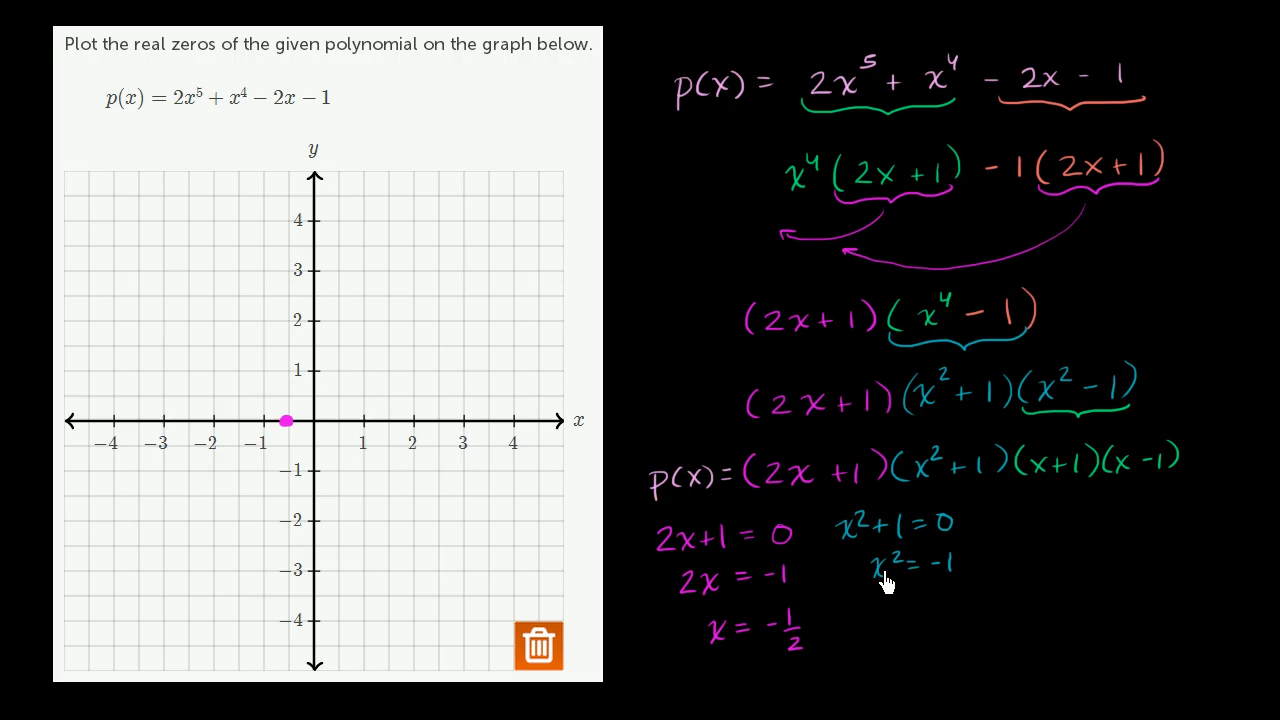 Plot the real zeros of the given polynomial on the graph below.
p(x) = 2x⁵ + x⁴ − 2x − 1
y
4
3
2
1
−4 −3 −2 −1 1 2 3 4 x
−1
−2
−3
−4
p(x) = 2x⁵ + x⁴ - 2x - 1
x⁴(2x+1) - 1(2x+1)
(2x+1)(x⁴ - 1)
(2x+1)(x²+1)(x²-1)
p(x) = (2x+1)(x²+1)(x+1)(x-1)
2x+1 = 0
2x = -1
x = -1/2
x²+1 = 0
x² = -1